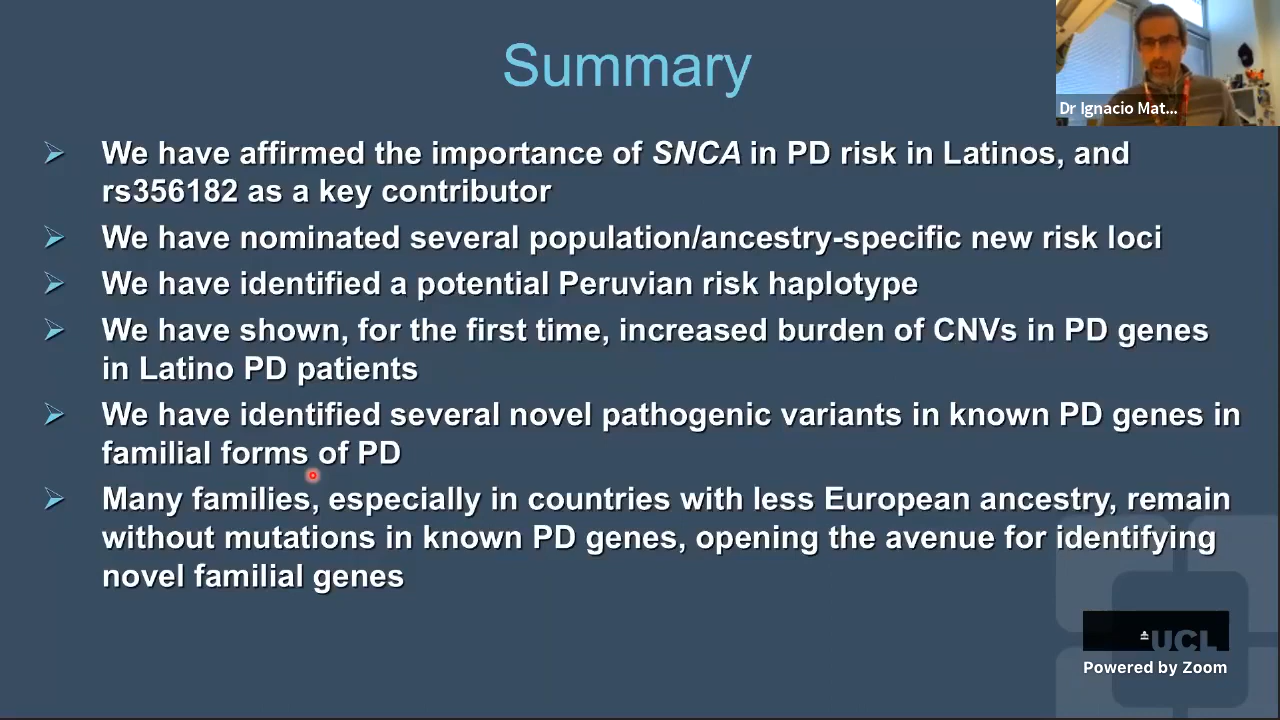 Summary
Dr Ignacio Mat...
We have affirmed the importance of SNCA in PD risk in Latinos, and
rs356182 as a key contributor
We have nominated several population/ancestry-specific new risk loci
We have identified a potential Peruvian risk haplotype
We have shown, for the first time, increased burden of CNVs in PD genes
in Latino PD patients
We have identified several novel pathogenic variants in known PD genes in
familial forms of PD
Many families, especially in countries with less European ancestry, remain
without mutations in known PD genes, opening the avenue for identifying
novel familial genes
UCL
Powered by Zoom